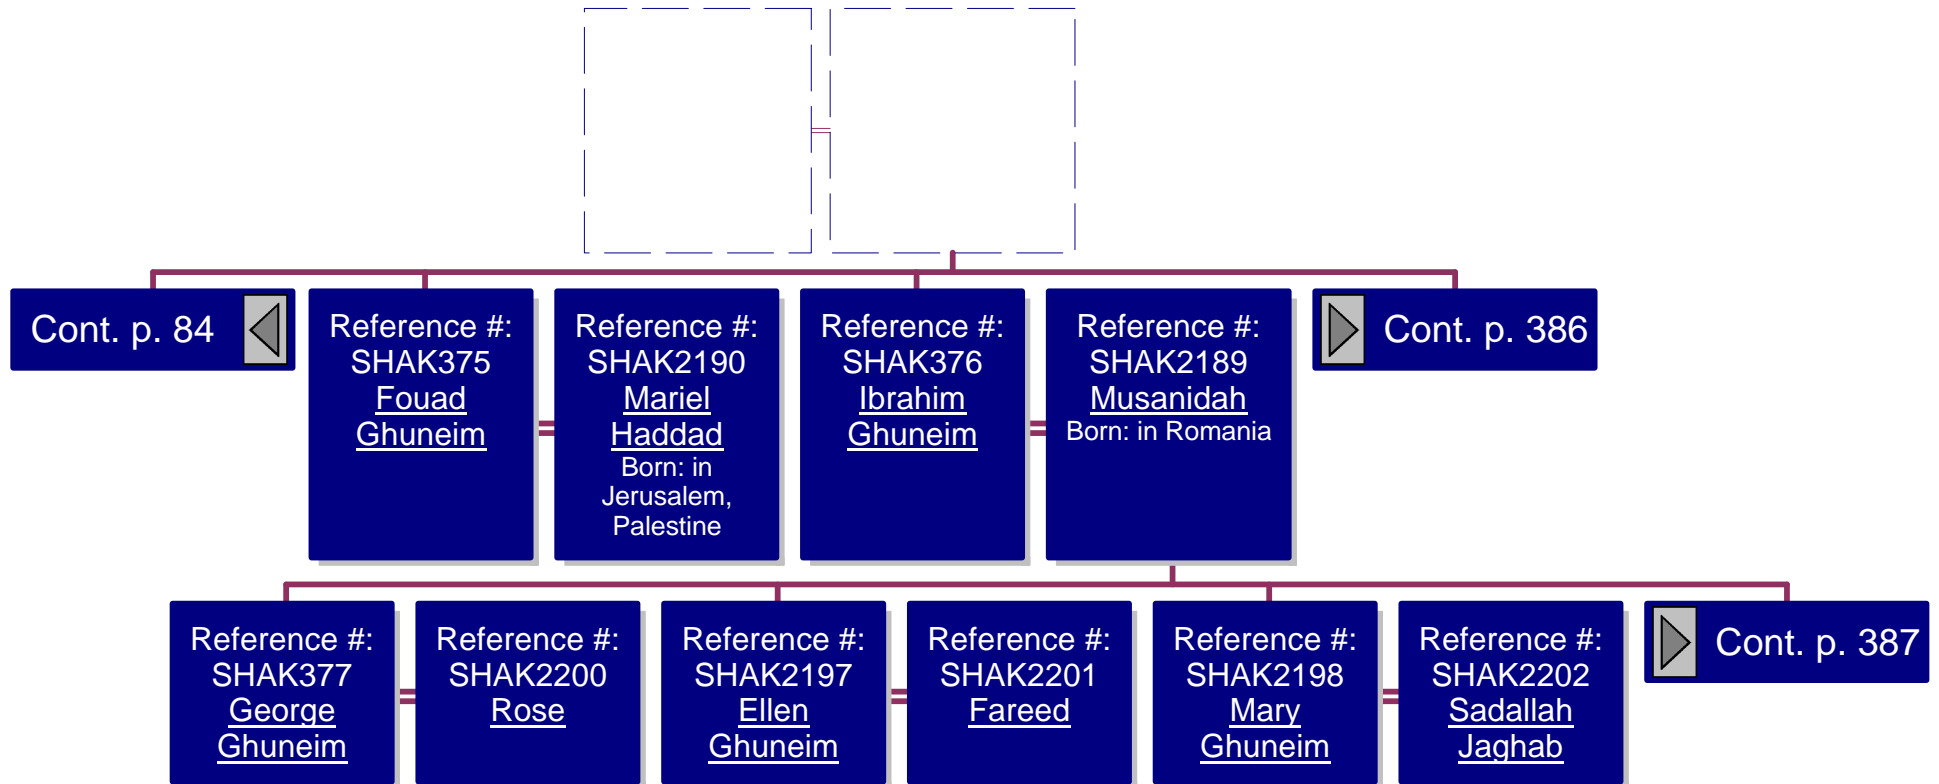 Cont. p. 84
Reference #:
SHAK375
Fouad
Ghuneim
Reference #:
SHAK2190
Mariel
Haddad
Born: in
Jerusalem,
Palestine
Reference #:
SHAK376
Ibrahim
Ghuneim
Reference #:
SHAK2189
Musanidah
Born: in Romania
Cont. p. 386
Reference #:
SHAK377
George
Ghuneim
Reference #:
SHAK2200
Rose
Reference #:
SHAK2197
Ellen
Ghuneim
Reference #:
SHAK2201
Fareed
Reference #:
SHAK2198
Mary
Ghuneim
Reference #:
SHAK2202
Sadallah
Jaghab
Cont. p. 387